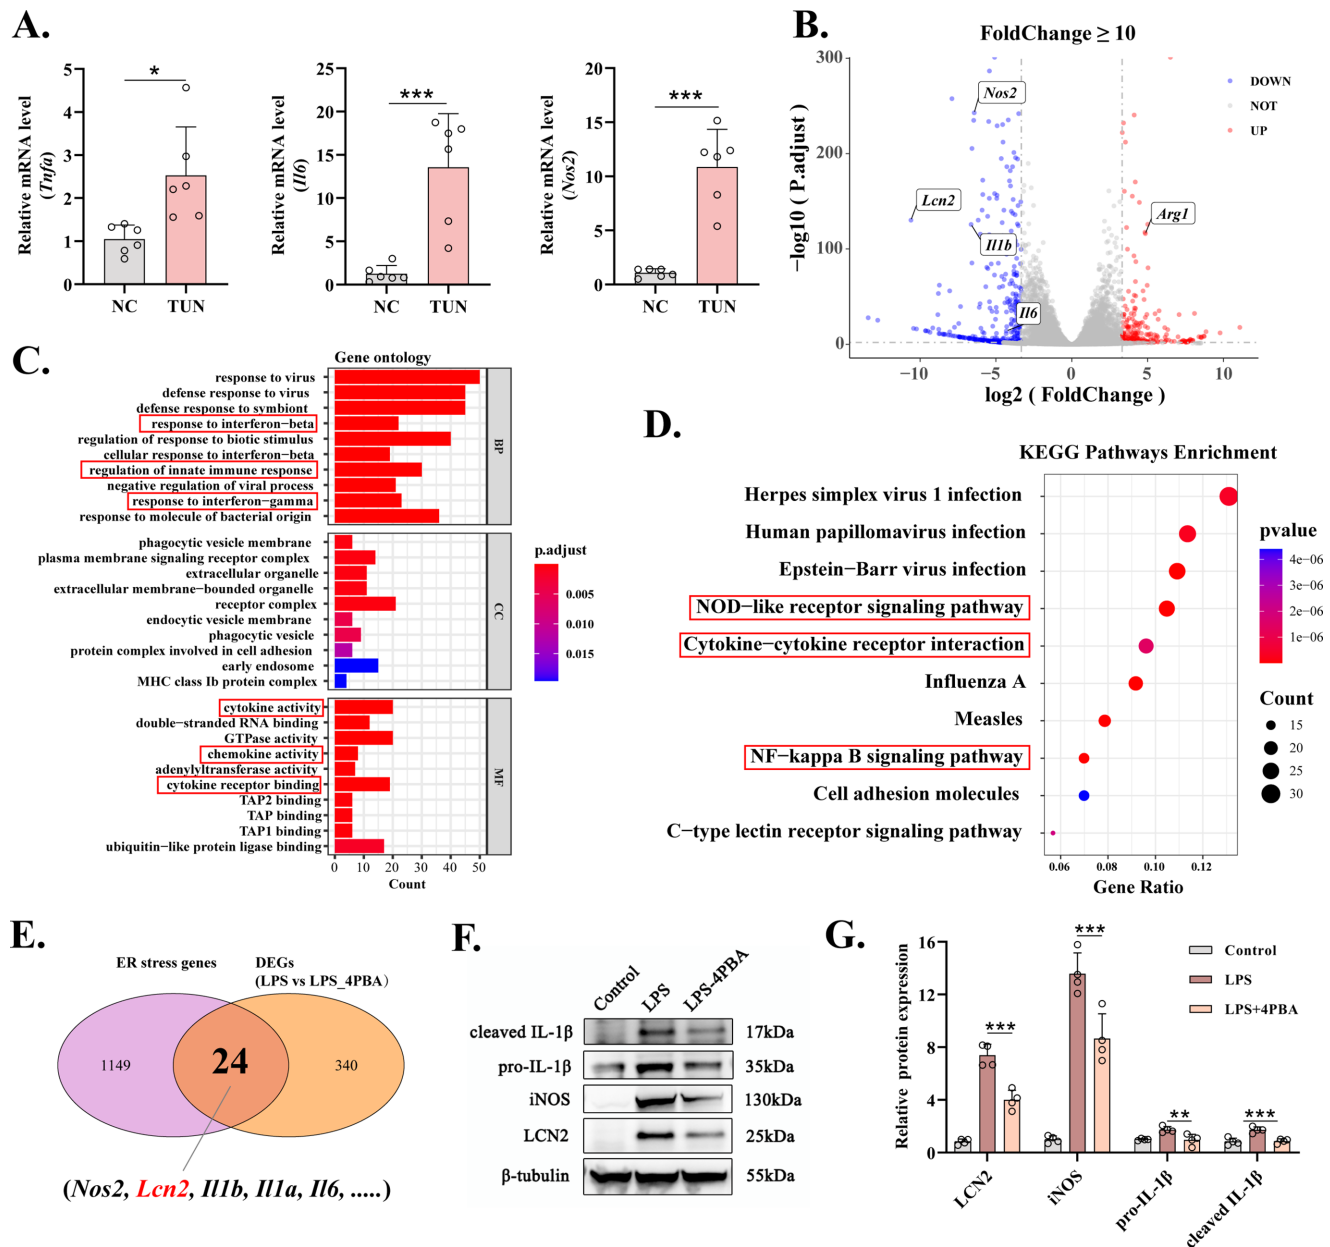 A.
Relative mRNA level
(Tnfa)
5
4
3
2
1
0
*
NC
TUN
Relative mRNA level
(Il6)
25
20
15
10
5
0
***
NC
TUN
Relative mRNA level
(Nos2)
20
15
10
5
0
***
NC
TUN
B.
FoldChange ≥ 10
−log10 ( P.adjust )
300
200
100
0
Nos2
Lcn2
Il1b
Il6
Arg1
DOWN
NOT
UP
−10
−5
0
5
10
log2 ( FoldChange )
C.
Gene ontology
response to virus
defense response to virus
defense response to symbiont
response to interferon−beta
regulation of response to biotic stimulus
cellular response to interferon−beta
regulation of innate immune response
negative regulation of viral process
response to interferon−gamma
response to molecule of bacterial origin
BP
phagocytic vesicle membrane
plasma membrane signaling receptor complex
extracellular organelle
extracellular membrane−bounded organelle
receptor complex
endocytic vesicle membrane
phagocytic vesicle
protein complex involved in cell adhesion
early endosome
MHC class Ib protein complex
CC
cytokine activity
double−stranded RNA binding
GTPase activity
chemokine activity
adenylyltransferase activity
cytokine receptor binding
TAP2 binding
TAP binding
TAP1 binding
ubiquitin−like protein ligase binding
MF
0 10 20 30 40 50
Count
p.adjust
0.005
0.010
0.015
D.
KEGG Pathways Enrichment
Herpes simplex virus 1 infection
Human papillomavirus infection
Epstein−Barr virus infection
NOD−like receptor signaling pathway
Cytokine−cytokine receptor interaction
Influenza A
Measles
NF−kappa B signaling pathway
Cell adhesion molecules
C−type lectin receptor signaling pathway
0.06 0.08 0.10 0.12
Gene Ratio
pvalue
4e−06
3e−06
2e−06
1e−06
Count
15
20
25
30
E.
ER stress genes
DEGs
(LPS vs LPS_4PBA)
1149
24
340
(Nos2, Lcn2, Il1b, Il1a, Il6, .....)
F.
Control
LPS
LPS-4PBA
cleaved IL-1β 17kDa
pro-IL-1β 35kDa
iNOS 130kDa
LCN2 25kDa
β-tubulin 55kDa
G.
Relative protein expression
16
12
8
4
0
***
***
**
***
Control
LPS
LPS+4PBA
LCN2
iNOS
pro-IL-1β
cleaved IL-1β